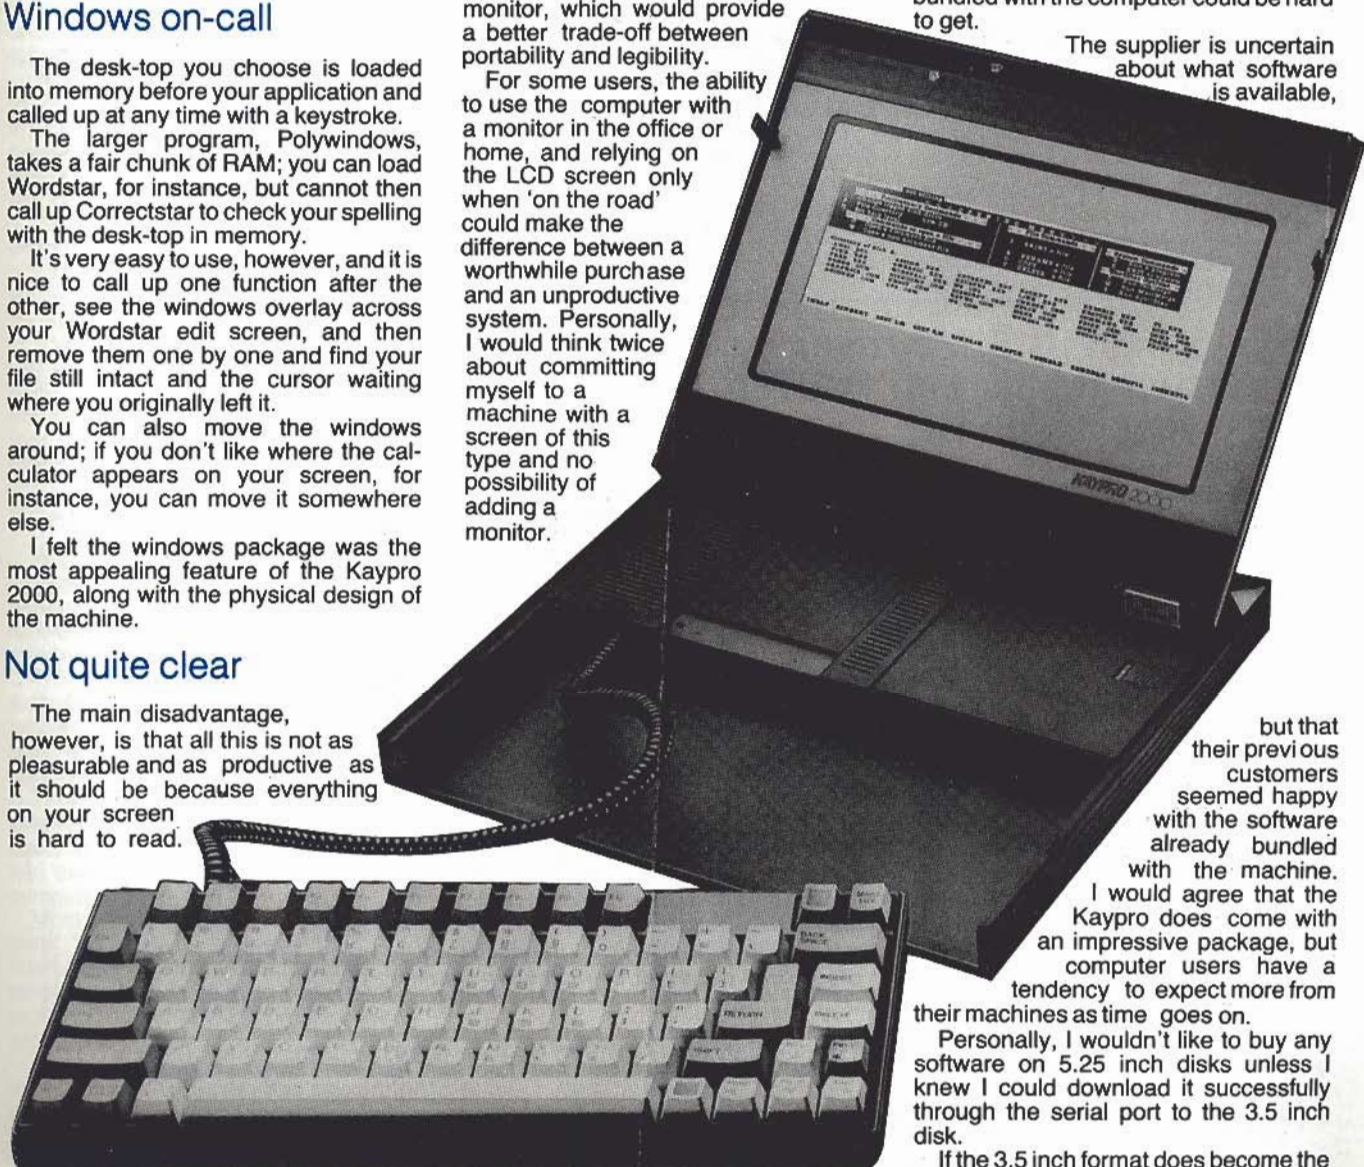 Windows on-call
The desk-top you choose is loaded
into memory before your application and
called up at any time with a keystroke.
The larger program, Polywindows,
takes a fair chunk of RAM; you can load
Wordstar, for instance, but cannot then
call up Correctstar to check your spelling
with the desk-top in memory.
It's very easy to use, however, and it is
nice to call up one function after the
other, see the windows overlay across
your Wordstar edit screen, and then
remove them one by one and find your
file still intact and the cursor waiting
where you originally left it.
You can also move the windows
around; if you don't like where the cal-
culator appears on your screen, for
instance, you can move it somewhere
else.
I felt the windows package was the
most appealing feature of the Kaypro
2000, along with the physical design of
the machine.
Not quite clear
The main disadvantage,
however, is that all this is not as
pleasurable and as productive as
it should be because everything
on your screen
is hard to read.
monitor, which would provide
a better trade-off between
portability and legibility.
For some users, the ability
to use the computer with
a monitor in the office or
home, and relying on
the LCD screen only
when 'on the road'
could make the
difference between a
worthwhile purchase
and an unproductive
system. Personally,
I would think twice
about committing
myself to a
machine with a
screen of this
type and no
possibility of
adding a
monitor.
bundled with the computer could be hard
to get.
The supplier is uncertain
about what software
is available,
KAYPRO 2000
but that
their previous
customers
seemed happy
with the software
already bundled
with the machine.
I would agree that the
Kaypro does come with
an impressive package, but
computer users have a
tendency to expect more from
their machines as time goes on.
Personally, I wouldn't like to buy any
software on 5.25 inch disks unless I
knew I could download it successfully
through the serial port to the 3.5 inch
disk.
If the 3.5 inch format does become the
BACK
SPACE
RETURN